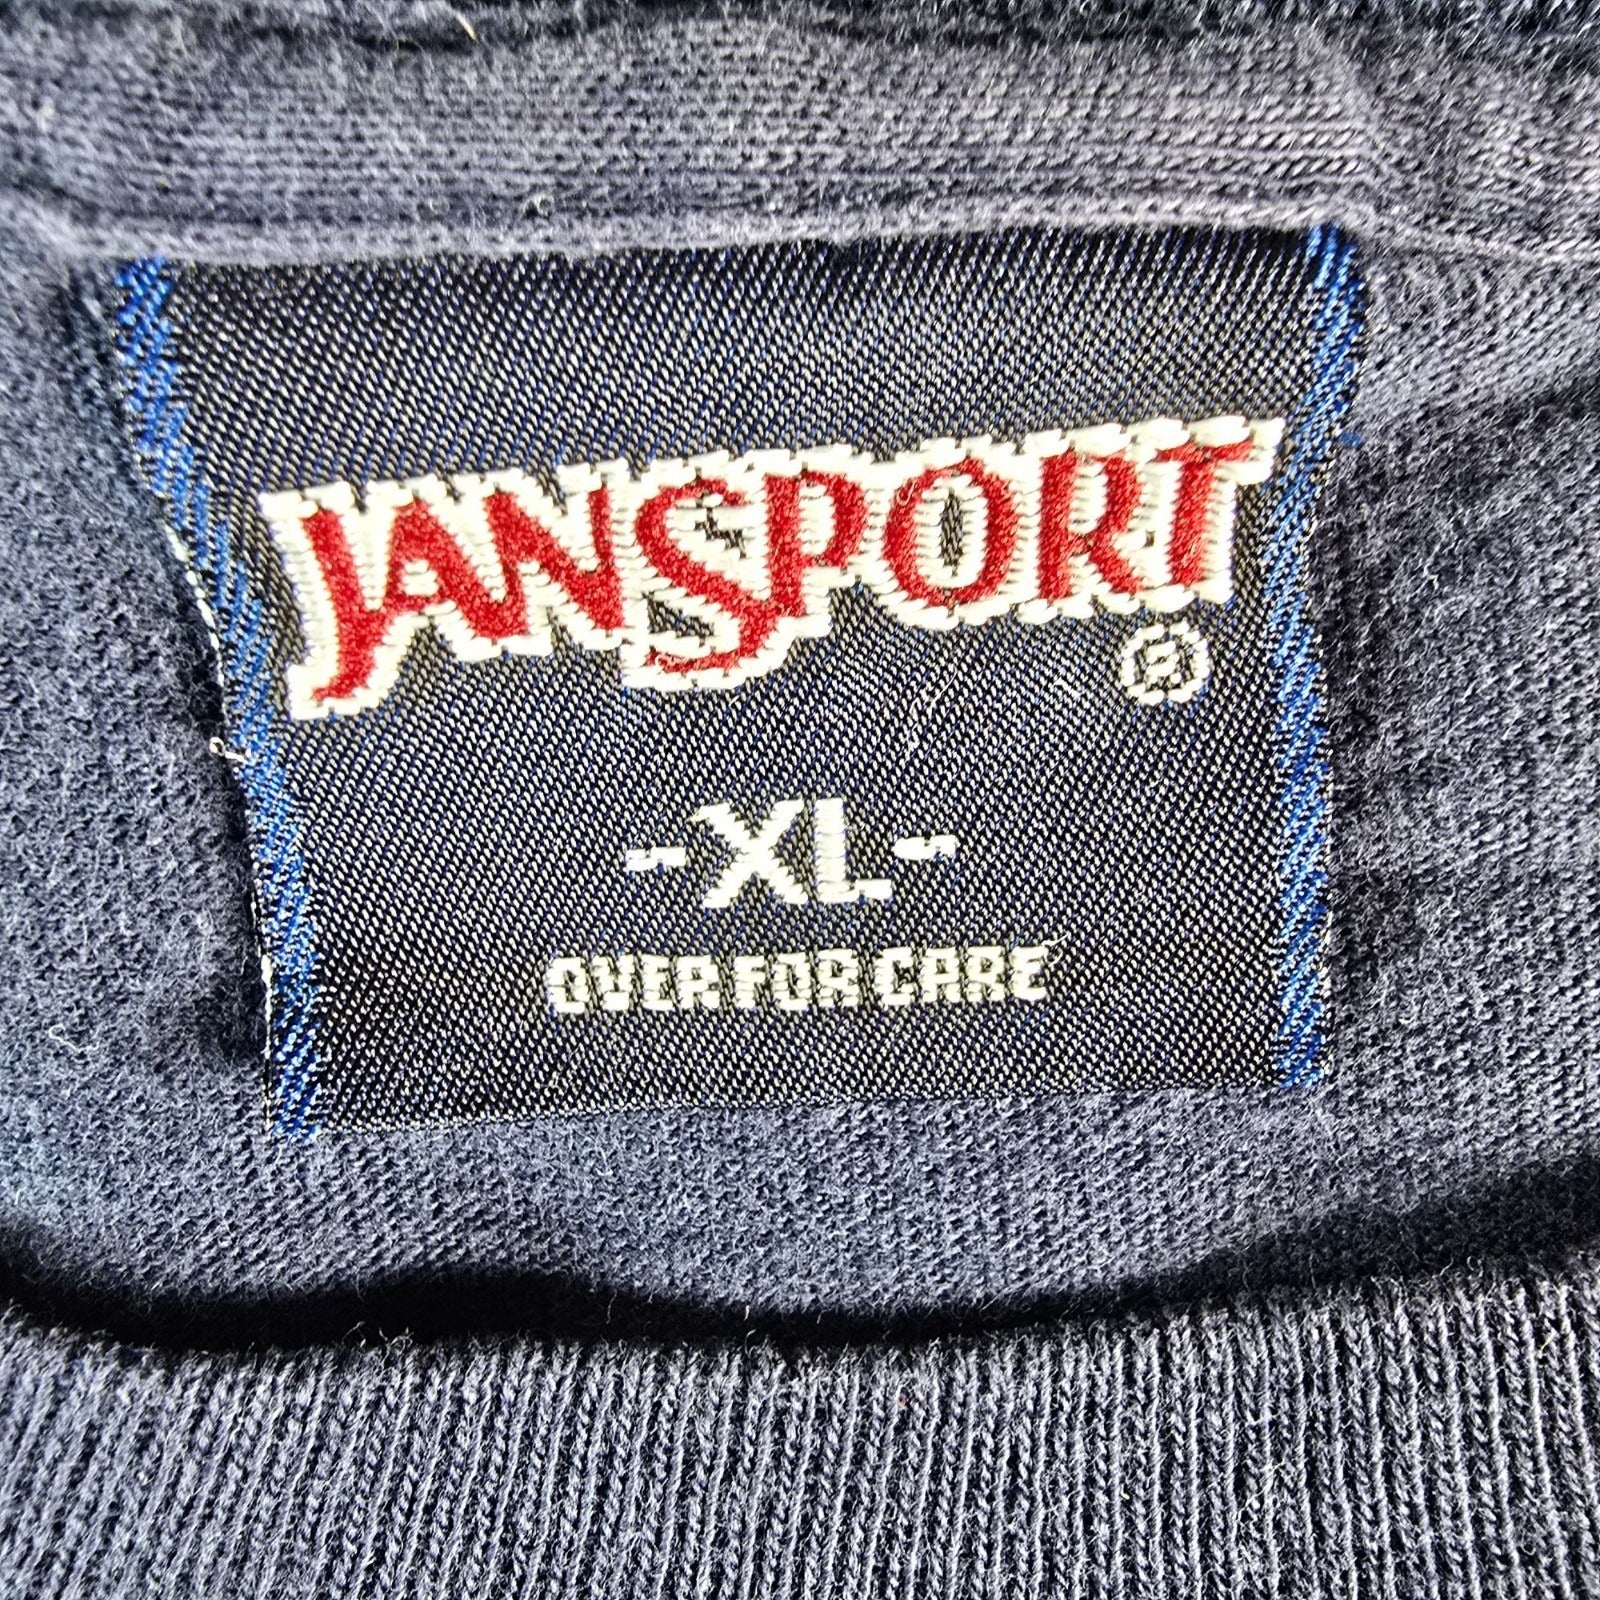 JANSPORT
®
-XL-
OVER FOR CARE